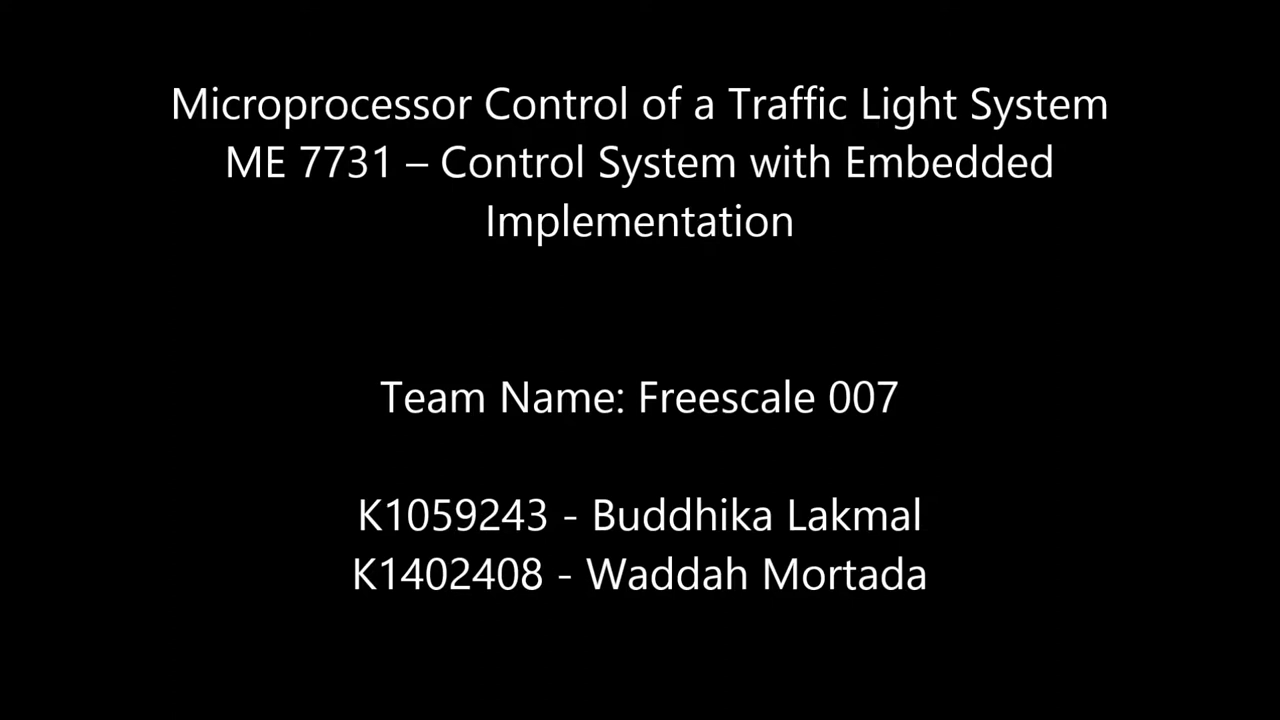 Microprocessor Control of a Traffic Light System
ME 7731 – Control System with Embedded
Implementation
Team Name: Freescale 007
K1059243 - Buddhika Lakmal
K1402408 - Waddah Mortada